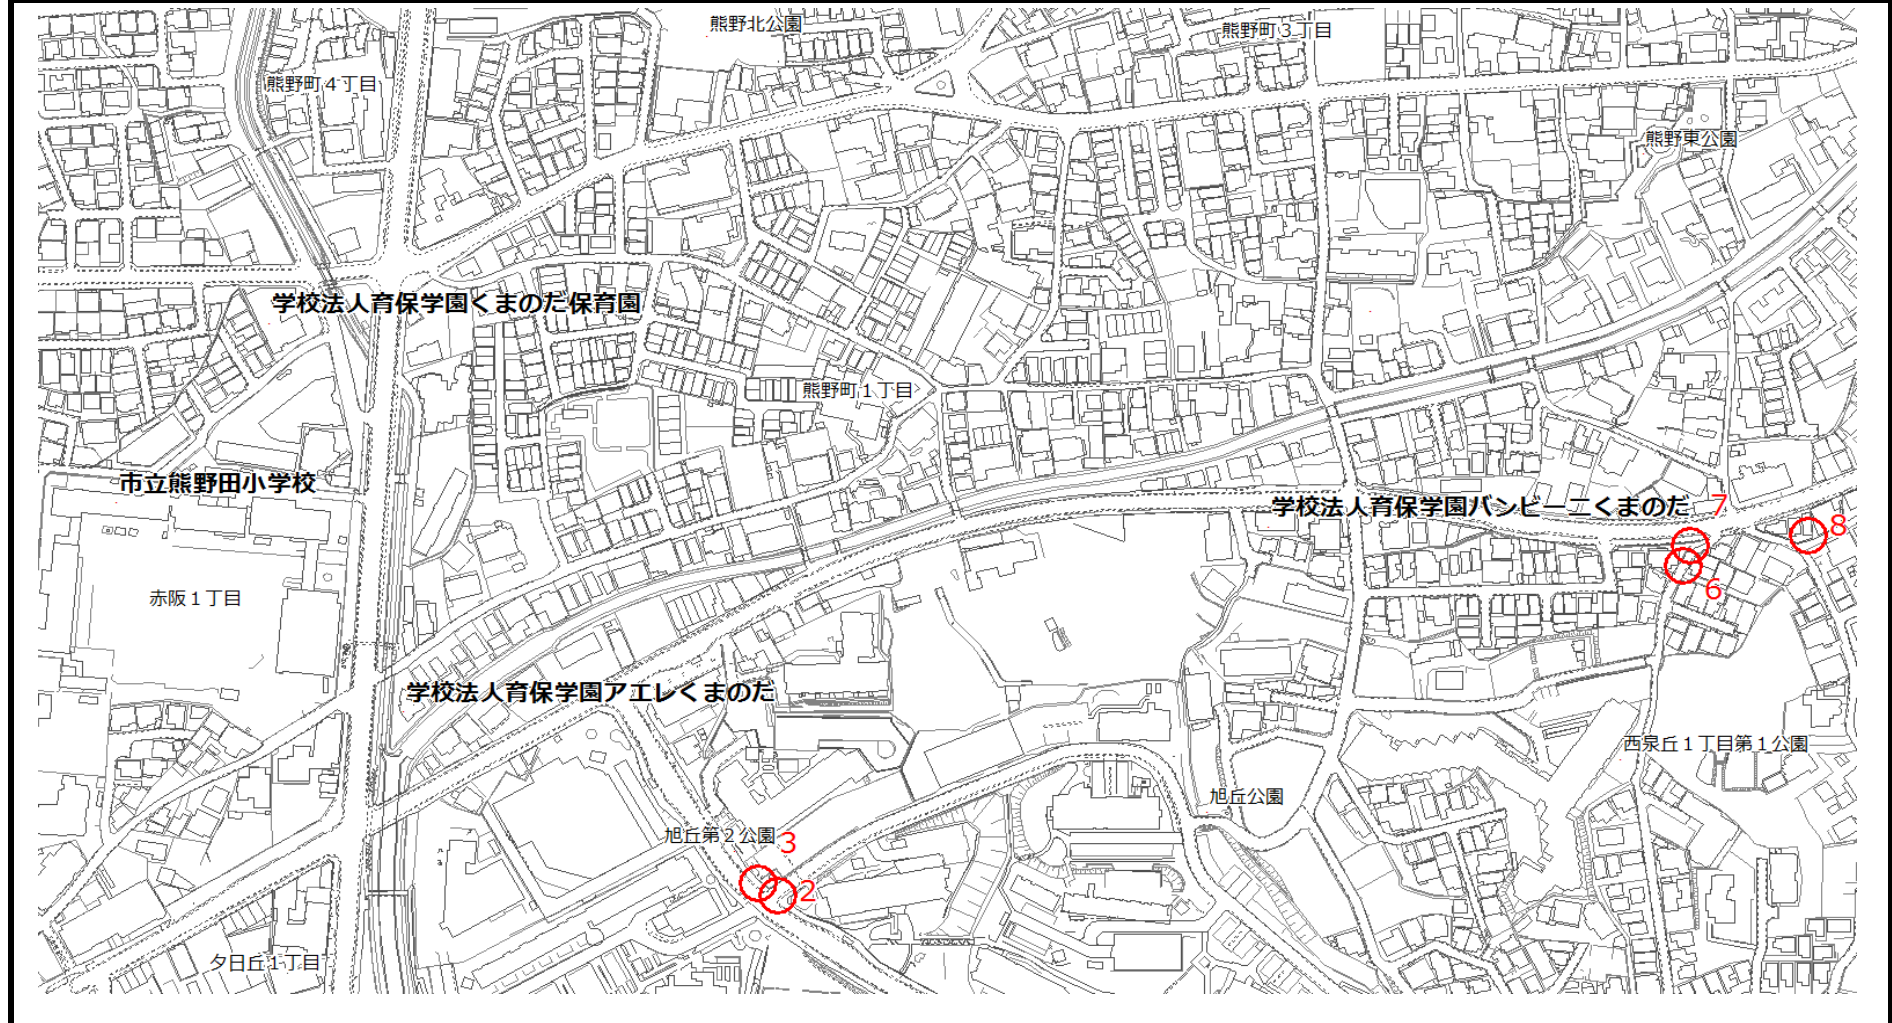 熊野北公園
熊野町３丁目
熊野町４丁目
熊野東公園
学校法人育保学園くまのだ保育園
熊野町１丁目
市立熊野田小学校
学校法人育保学園バンビーニくまのだ
7
8
6
赤阪１丁目
学校法人育保学園アエレくまのだ
西泉丘１丁目第１公園
旭丘公園
旭丘第２公園
3
2
夕日丘１丁目